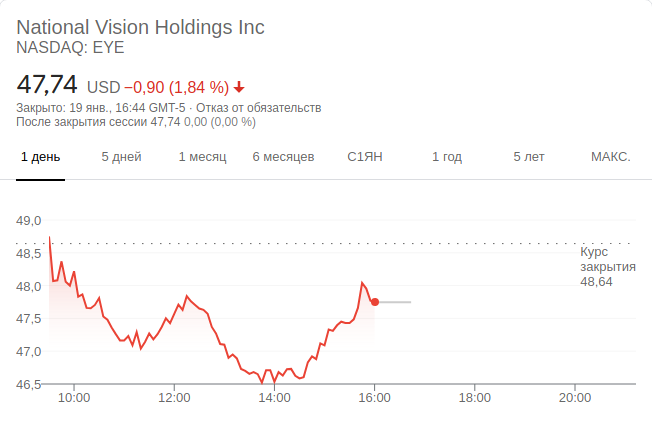 National Vision Holdings Inc
NASDAQ: EYE
47,74 USD −0,90 (1,84 %)
Закрыто: 19 янв., 16:44 GMT-5 · Отказ от обязательств
После закрытия сессии 47,74 0,00 (0,00 %)
1 день 5 дней 1 месяц 6 месяцев С1ЯН 1 год 5 лет МАКС.
49,0
48,5
48,0
47,5
47,0
46,5
Курс
закрытия
48,64
10:00 12:00 14:00 16:00 18:00 20:00